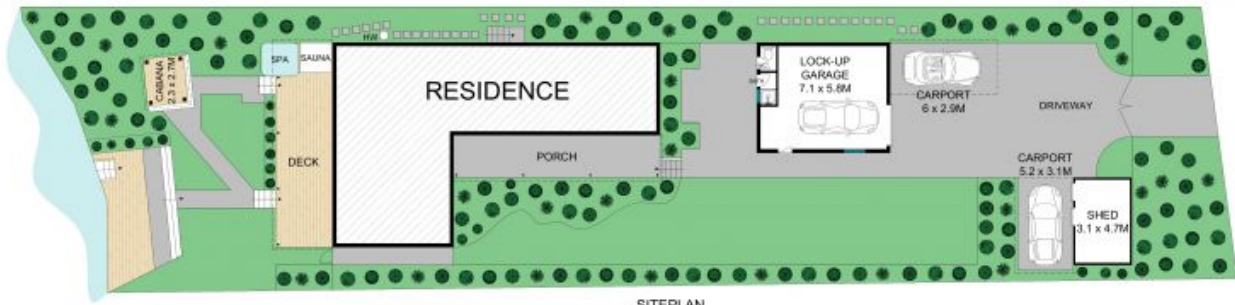 HW
SPA
SAUNA
CABANA
2.3 x 2.7M
RESIDENCE
DECK
PORCH
LOCK-UP
GARAGE
7.1 x 5.8M
CARPORT
6 x 2.9M
DRIVEWAY
CARPORT
5.2 x 3.1M
SHED
3.1 x 4.7M
SITEPLAN